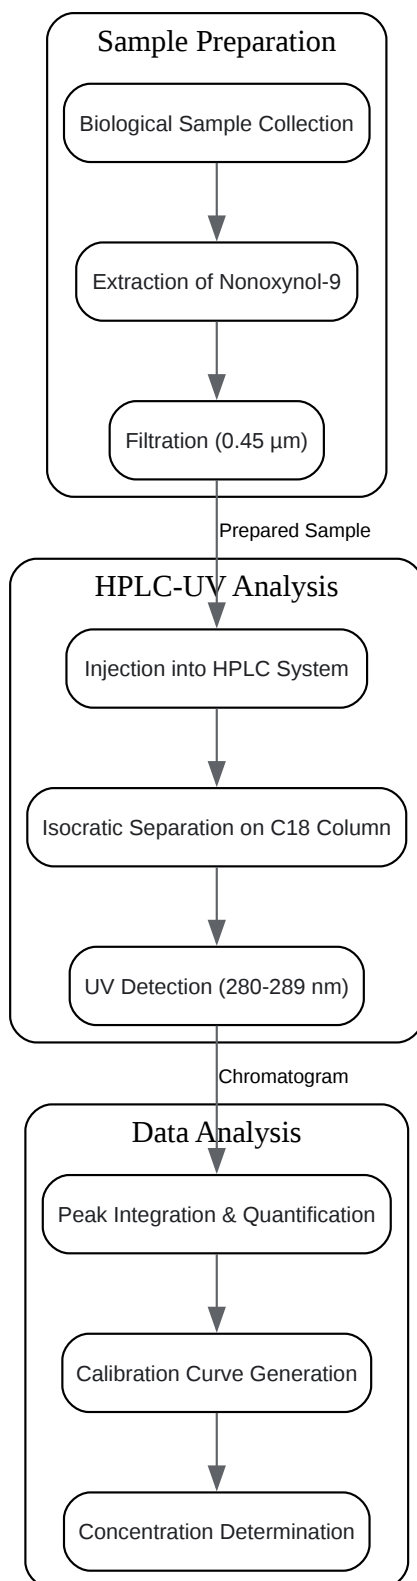 Sample Preparation
Biological Sample Collection
Extraction of Nonoxynol-9
Filtration (0.45 µm)
Prepared Sample
HPLC-UV Analysis
Injection into HPLC System
Isocratic Separation on C18 Column
UV Detection (280-289 nm)
Chromatogram
Data Analysis
Peak Integration & Quantification
Calibration Curve Generation
Concentration Determination